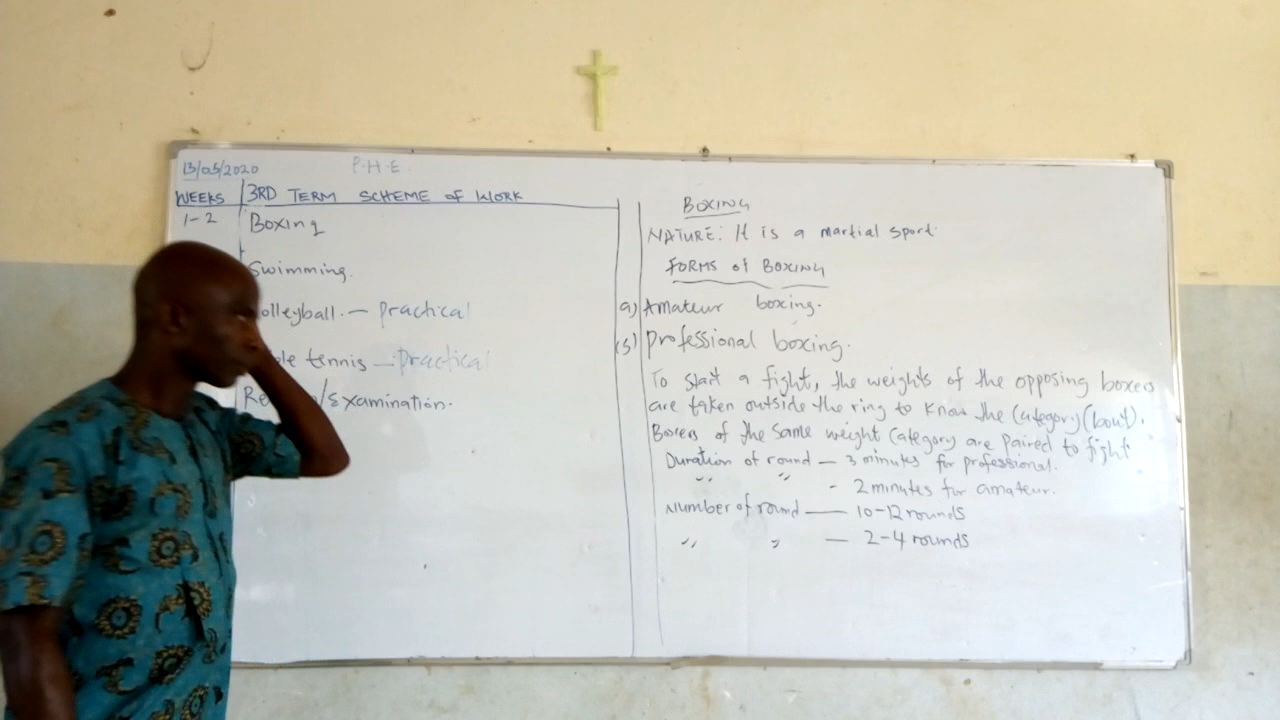 13/05/2020
P.H.E.
WEEKS 3RD TERM SCHEME of WORK
1-2 Boxing
Swimming.
olleyball. - practical
ble tennis - practical
Re /Examination.
BOXING
NATURE: It is a martial sport.
FORMS of BOXING
a) Amateur boxing.
(b) professional boxing.
To start a fight, the weights of the opposing boxers
are taken outside the ring to know the Category (bout).
Boxers of the same weight Category are paired to fight
Duration of round - 3 minutes for professional.
" " - 2 minutes for amateur.
Number of round - 10-12 rounds
" " - 2-4 rounds